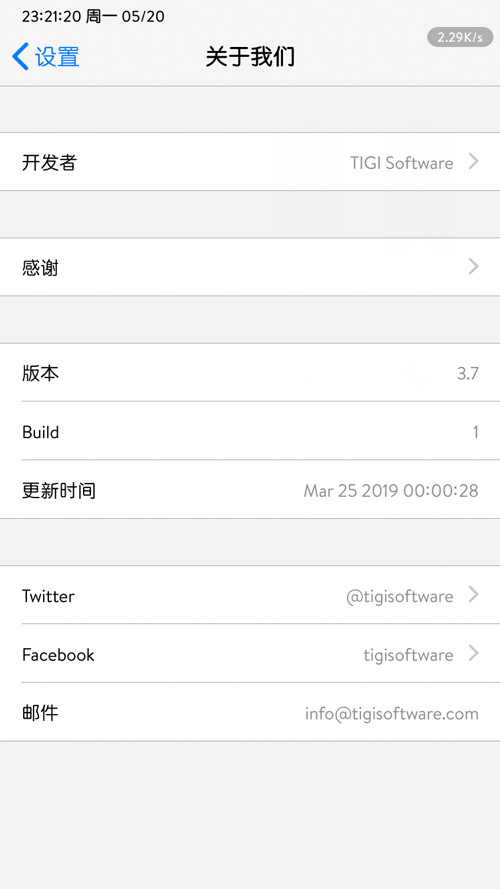 23:21:20 周一 05/20
2.29K/s
设置
关于我们
开发者 TIGI Software
感谢
版本 3.7
Build 1
更新时间 Mar 25 2019 00:00:28
Twitter @tigisoftware
Facebook tigisoftware
邮件 info@tigisoftware.com